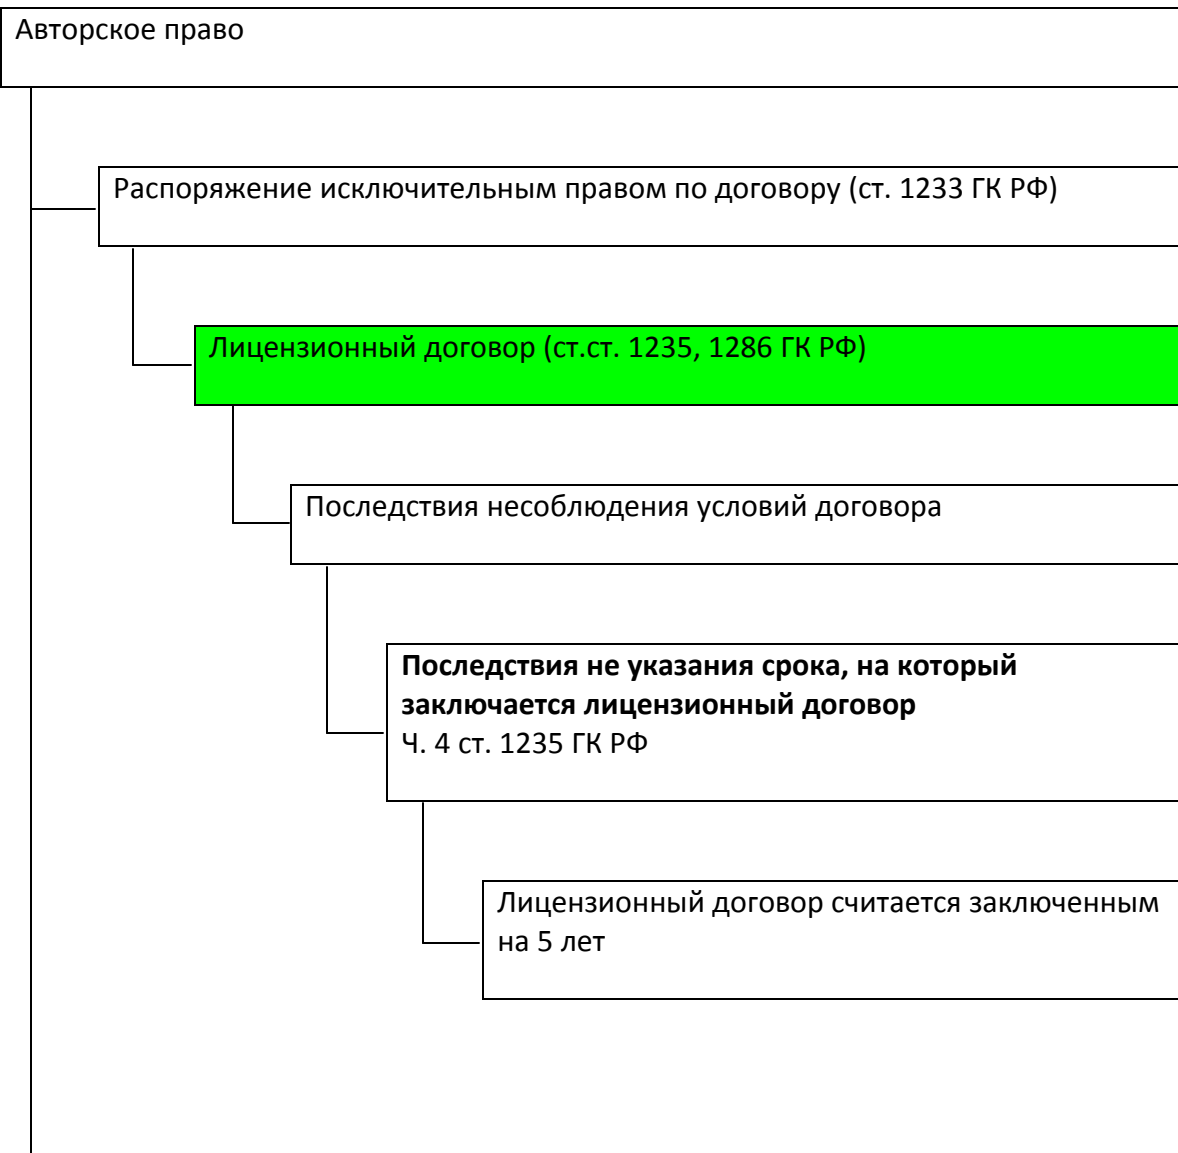 Авторское право
Распоряжение исключительным правом по договору (ст. 1233 ГК РФ)
Лицензионный договор (ст.ст. 1235, 1286 ГК РФ)
Последствия несоблюдения условий договора
Последствия не указания срока, на который
заключается лицензионный договор
Ч. 4 ст. 1235 ГК РФ
Лицензионный договор считается заключенным
на 5 лет